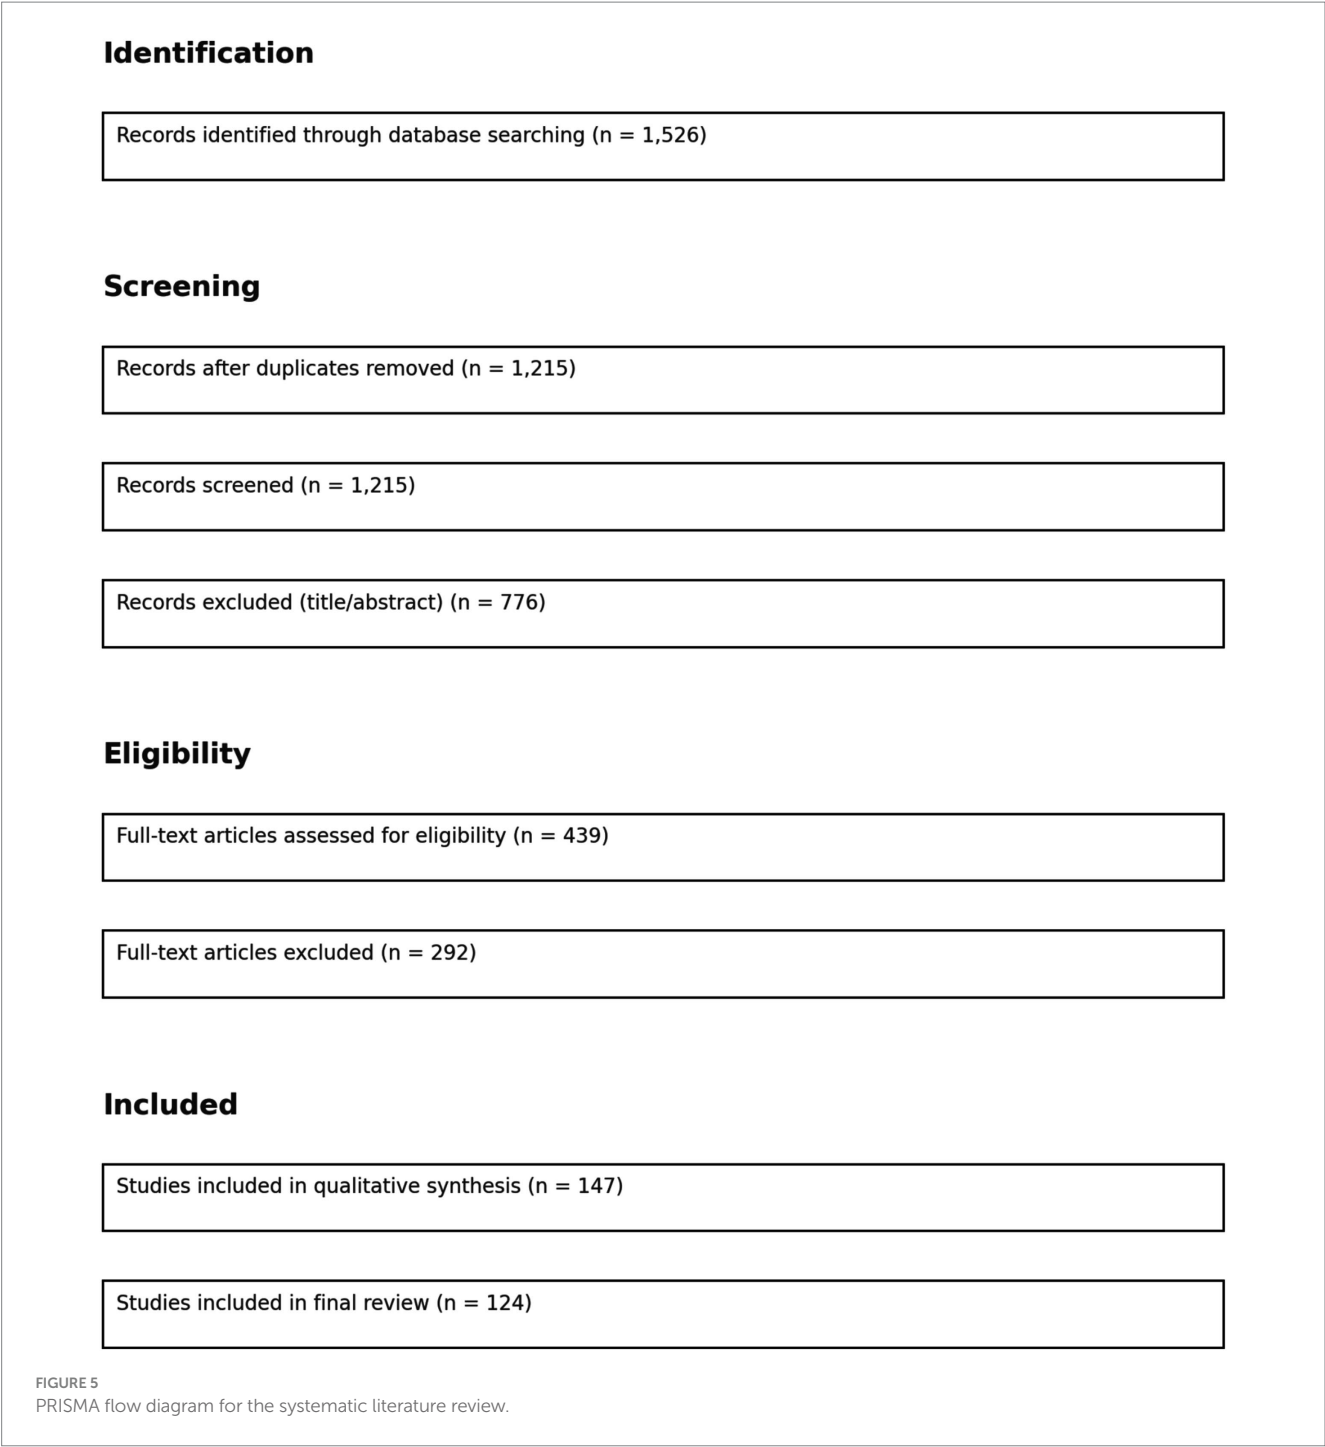 Identification
Records identified through database searching (n = 1,526)
Screening
Records after duplicates removed (n = 1,215)
Records screened (n = 1,215)
Records excluded (title/abstract) (n = 776)
Eligibility
Full-text articles assessed for eligibility (n = 439)
Full-text articles excluded (n = 292)
Included
Studies included in qualitative synthesis (n = 147)
Studies included in final review (n = 124)
FIGURE 5
PRISMA flow diagram for the systematic literature review.